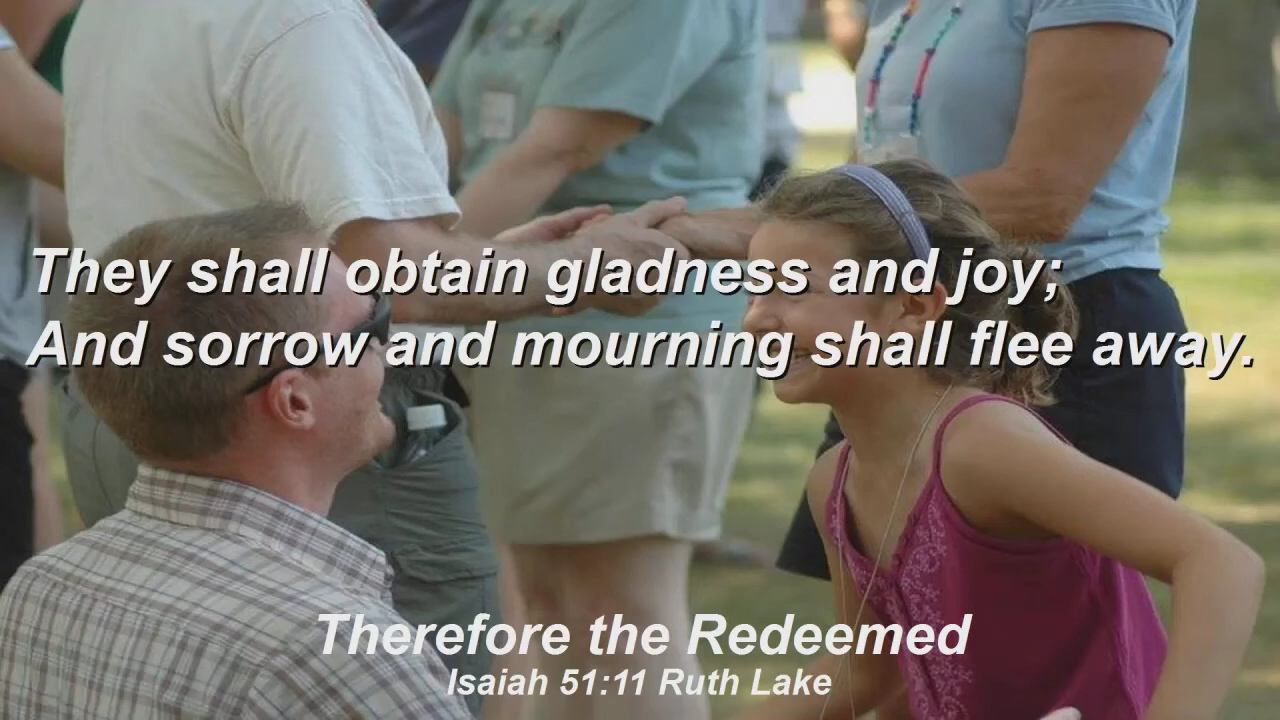 They shall obtain gladness and joy;
And sorrow and mourning shall flee away.
Therefore the Redeemed
Isaiah 51:11 Ruth Lake